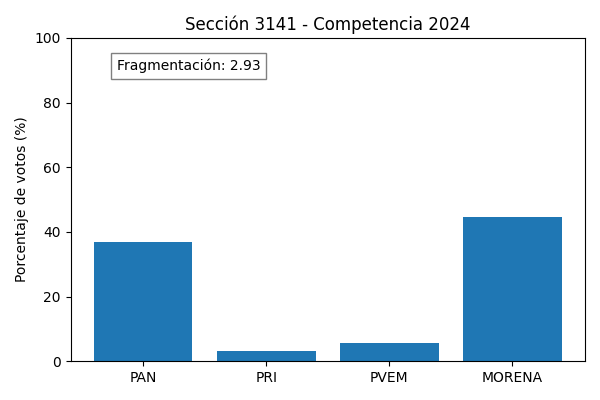 Sección 3141 - Competencia 2024
Fragmentación: 2.93
Porcentaje de votos (%)
100
80
60
40
20
0
PAN PRI PVEM MORENA